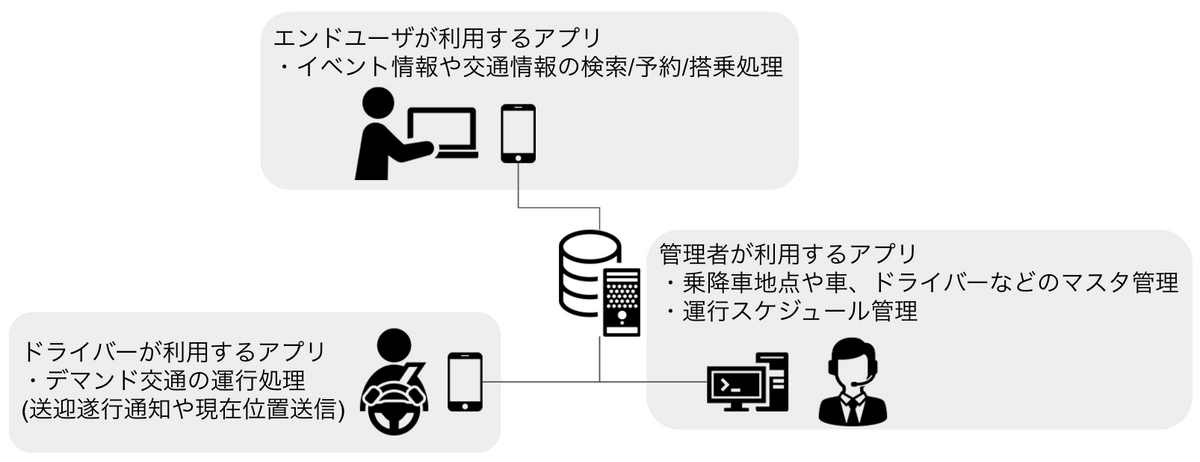 エンドユーザが利用するアプリ
・イベント情報や交通情報の検索/予約/搭乗処理
管理者が利用するアプリ
・乗降車地点や車、ドライバーなどのマスタ管理
・運行スケジュール管理
ドライバーが利用するアプリ
・デマンド交通の運行処理
(送迎遂行通知や現在位置送信)